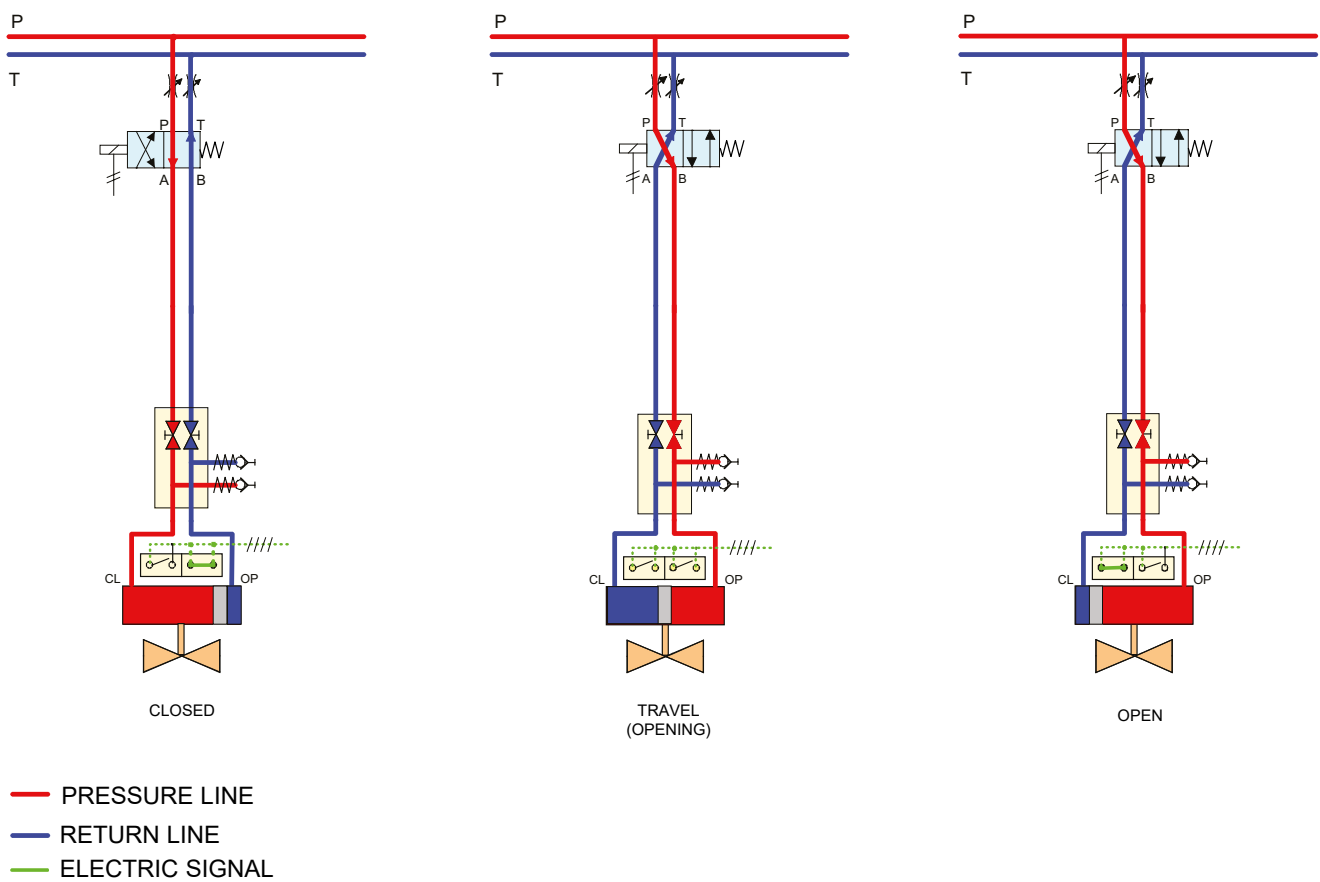 P
T
P T
A B
CL OP
CLOSED
P
T
P T
A B
CL OP
TRAVEL
(OPENING)
P
T
P T
A B
CL OP
OPEN
PRESSURE LINE
RETURN LINE
ELECTRIC SIGNAL